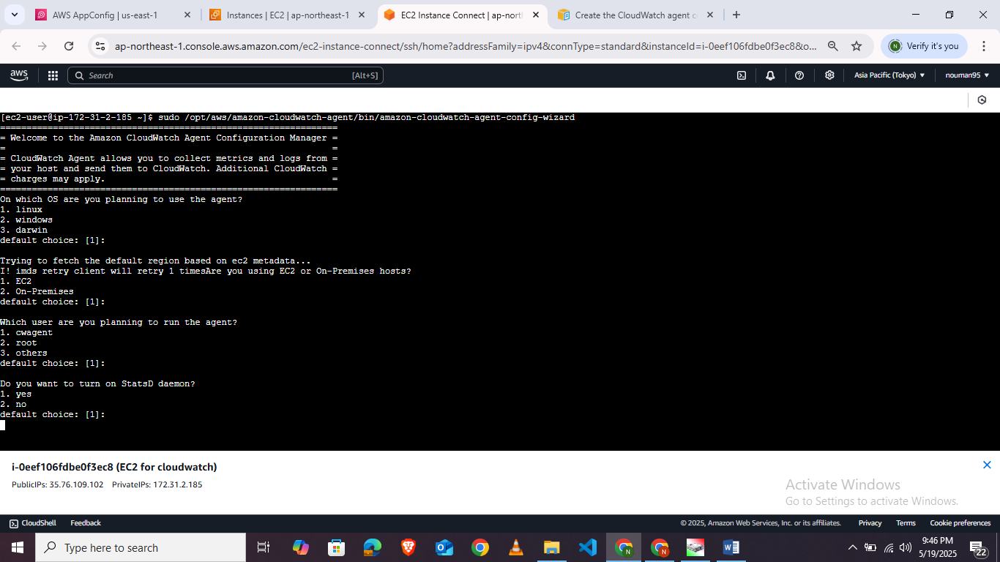 AWS AppConfig | us-east-1
Instances | EC2 | ap-northeast-1
EC2 Instance Connect | ap-nort
Create the CloudWatch agent c
ap-northeast-1.console.aws.amazon.com/ec2-instance-connect/ssh/home?addressFamily=ipv4&connType=standard&instanceId=i-0eef106fdbe0f3ec8&o...
N
Verify it's you
aws
Search
[Alt+S]
Asia Pacific (Tokyo)
nouman95
[ec2-user@ip-172-31-2-185 ~]$ sudo /opt/aws/amazon-cloudwatch-agent/bin/amazon-cloudwatch-agent-config-wizard
================================================================
= Welcome to the Amazon CloudWatch Agent Configuration Manager =
=                                                              =
= CloudWatch Agent allows you to collect metrics and logs from =
= your host and send them to CloudWatch. Additional CloudWatch =
= charges may apply.                                           =
================================================================
On which OS are you planning to use the agent?
1. linux
2. windows
3. darwin
default choice: [1]:
Trying to fetch the default region based on ec2 metadata...
I! imds retry client will retry 1 timesAre you using EC2 or On-Premises hosts?
1. EC2
2. On-Premises
default choice: [1]:
Which user are you planning to run the agent?
1. cwagent
2. root
3. others
default choice: [1]:
Do you want to turn on StatsD daemon?
1. yes
2. no
default choice: [1]:
i-0eef106fdbe0f3ec8 (EC2 for cloudwatch)
PublicIPs: 35.76.109.102 PrivateIPs: 172.31.2.185
Activate Windows
Go to Settings to activate Windows.
CloudShell
Feedback
© 2025, Amazon Web Services, Inc. or its affiliates.
Privacy
Terms
Cookie preferences
Type here to search
N
N
9:46 PM
5/19/2025
22